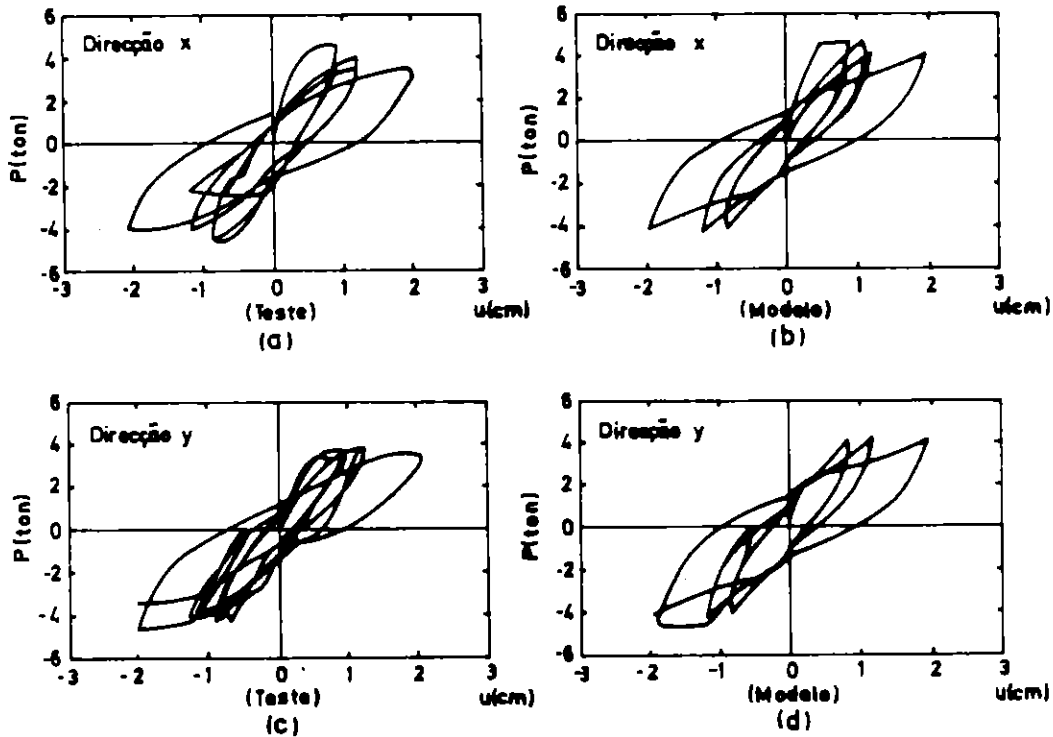 6
4
2
0
-2
-4
-6
P(ton)
Direcção x
-3 -2 -1 0 1 2 3
(Teste) u(cm)
(a)
6
4
2
0
-2
-4
-6
P(ton)
Direcção x
-3 -2 -1 0 1 2 3
(Modelo) u(cm)
(b)
6
4
2
0
-2
-4
-6
P(ton)
Direcção y
-3 -2 -1 0 1 2 3
(Teste) u(cm)
(c)
6
4
2
0
-2
-4
-6
P(ton)
Direcção y
-3 -2 -1 0 1 2 3
(Modelo) u(cm)
(d)